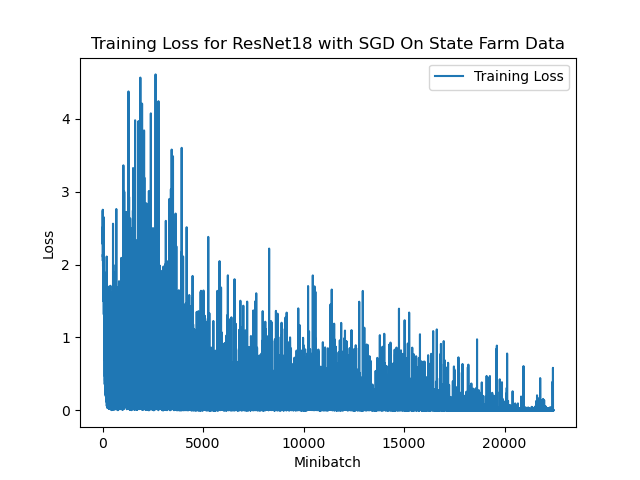 Training Loss for ResNet18 with SGD On State Farm Data
Training Loss
4
3
2
1
0
Loss
0 5000 10000 15000 20000
Minibatch